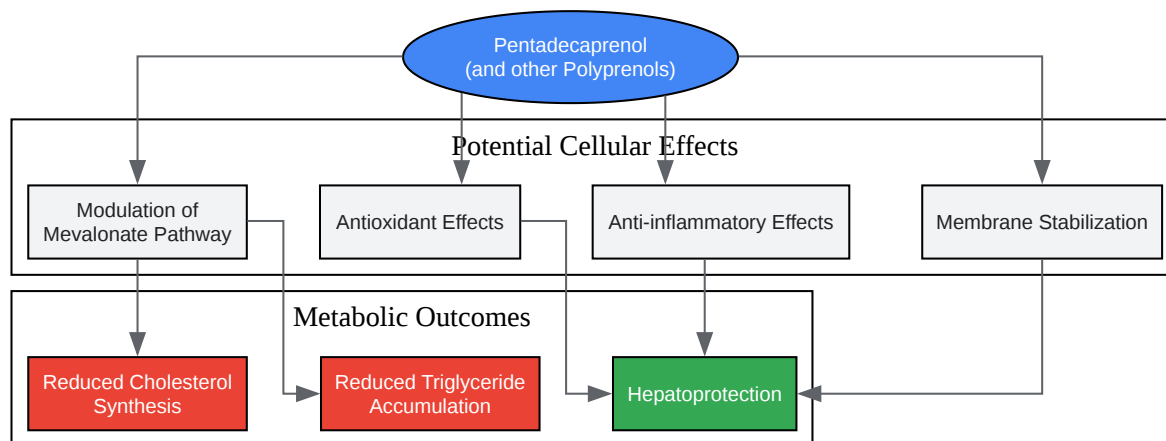 Pentadecaprenol
(and other Polyprenols)
Potential Cellular Effects
Modulation of
Mevalonate Pathway
Antioxidant Effects
Anti-inflammatory Effects
Membrane Stabilization
Metabolic Outcomes
Reduced Cholesterol
Synthesis
Reduced Triglyceride
Accumulation
Hepatoprotection